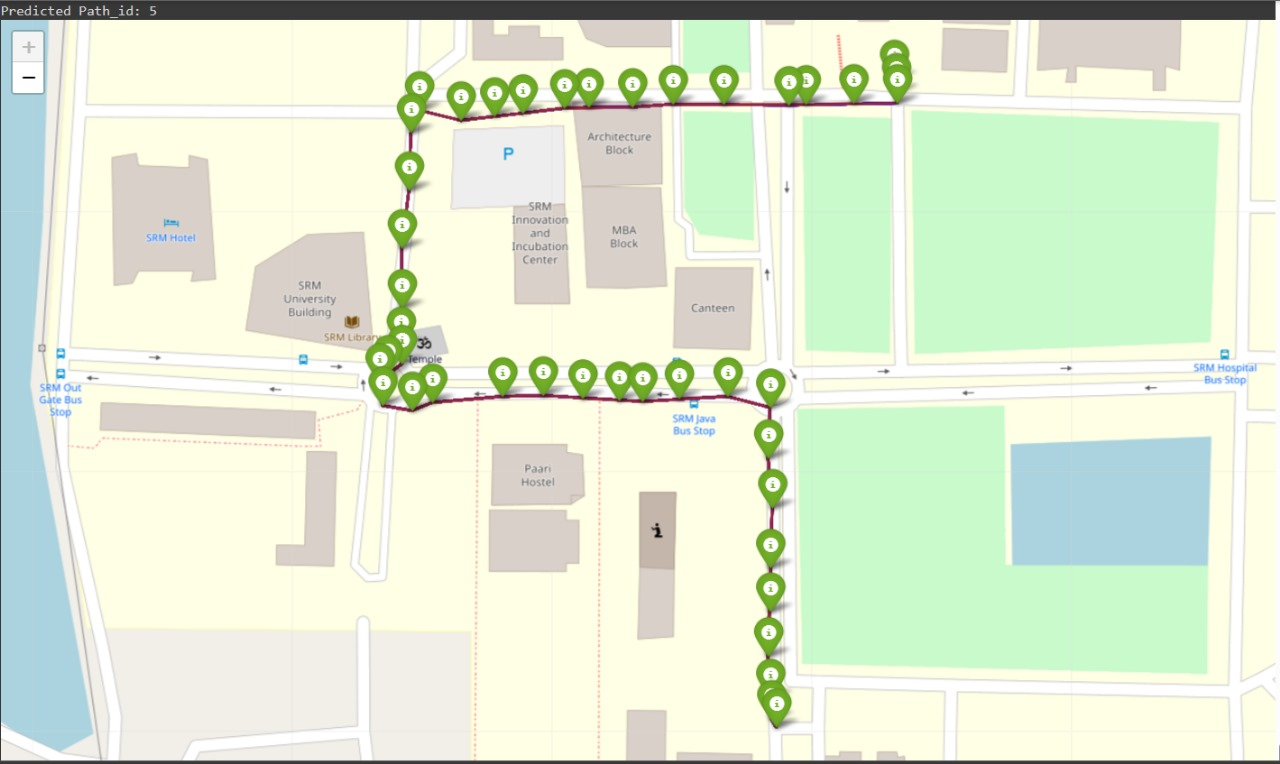 Predicted Path_id: 5
+
−
P
Architecture
Block
SRM
Innovation
and
Incubation
Center
MBA
Block
SRM Hotel
SRM
University
Building
SRM Library
Canteen
Temple
SRM Out
Gate Bus
Stop
SRM Hospital
Bus Stop
SRM Java
Bus Stop
Paari
Hostel